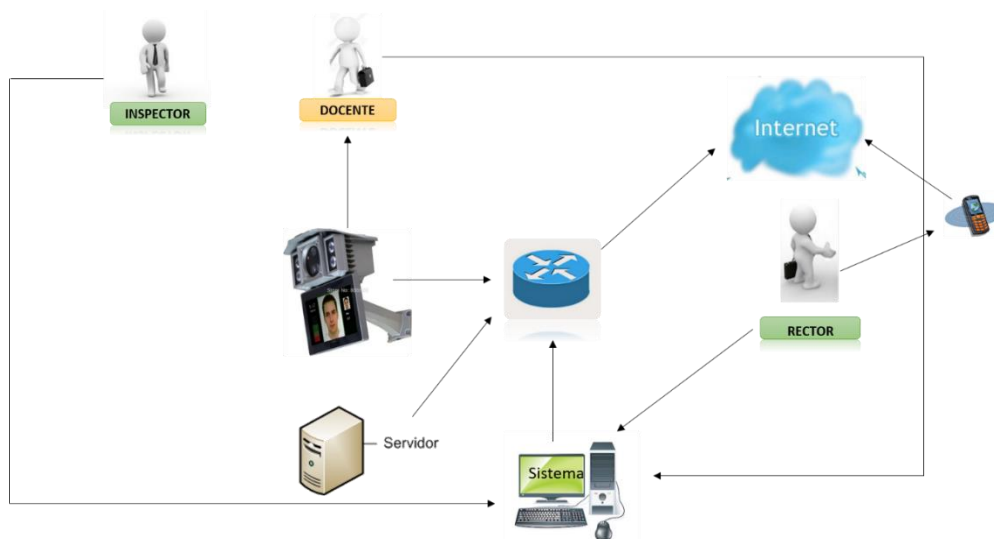 INSPECTOR
DOCENTE
Internet
RECTOR
Servidor
Sistema